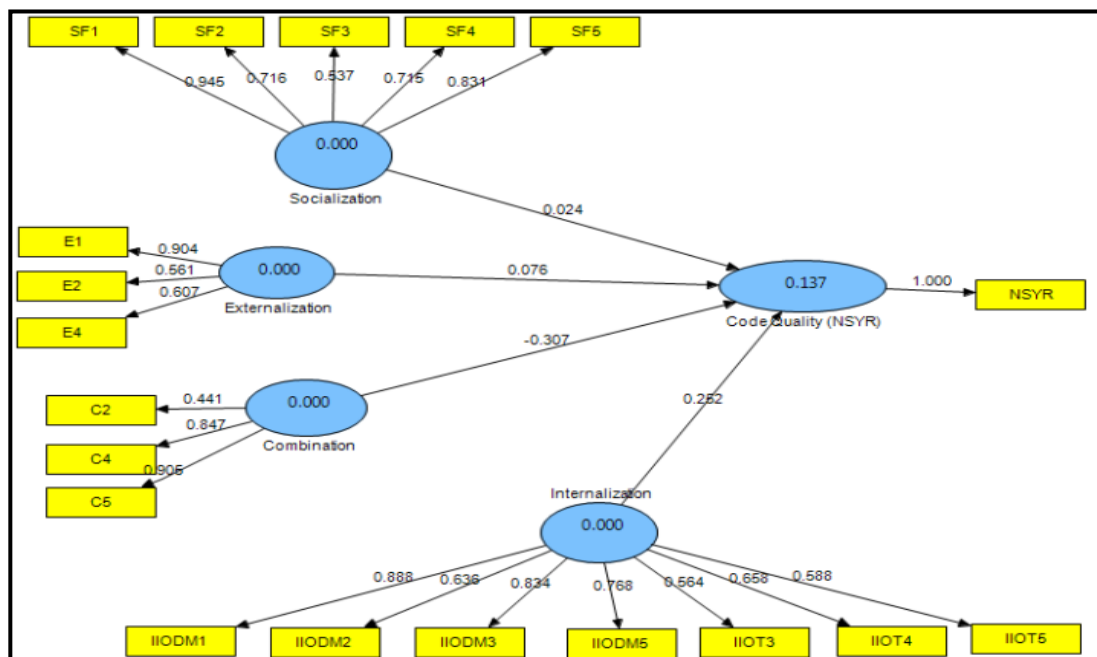 SF1 SF2 SF3 SF4 SF5
0.945 0.716 0.537 0.715 0.831
0.000
Socialization
0.024
E1
E2
E4
0.904
0.561
0.607
0.000
Externalization
0.076
0.137
Code Quality (NSYR)
1.000
NSYR
-0.307
C2
C4
C5
0.441
0.847
0.905
0.000
Combination
0.262
Internalization
0.000
0.888 0.636 0.834 0.768 0.564 0.658 0.588
IIODM1 IIODM2 IIODM3 IIODM5 IIOT3 IIOT4 IIOT5